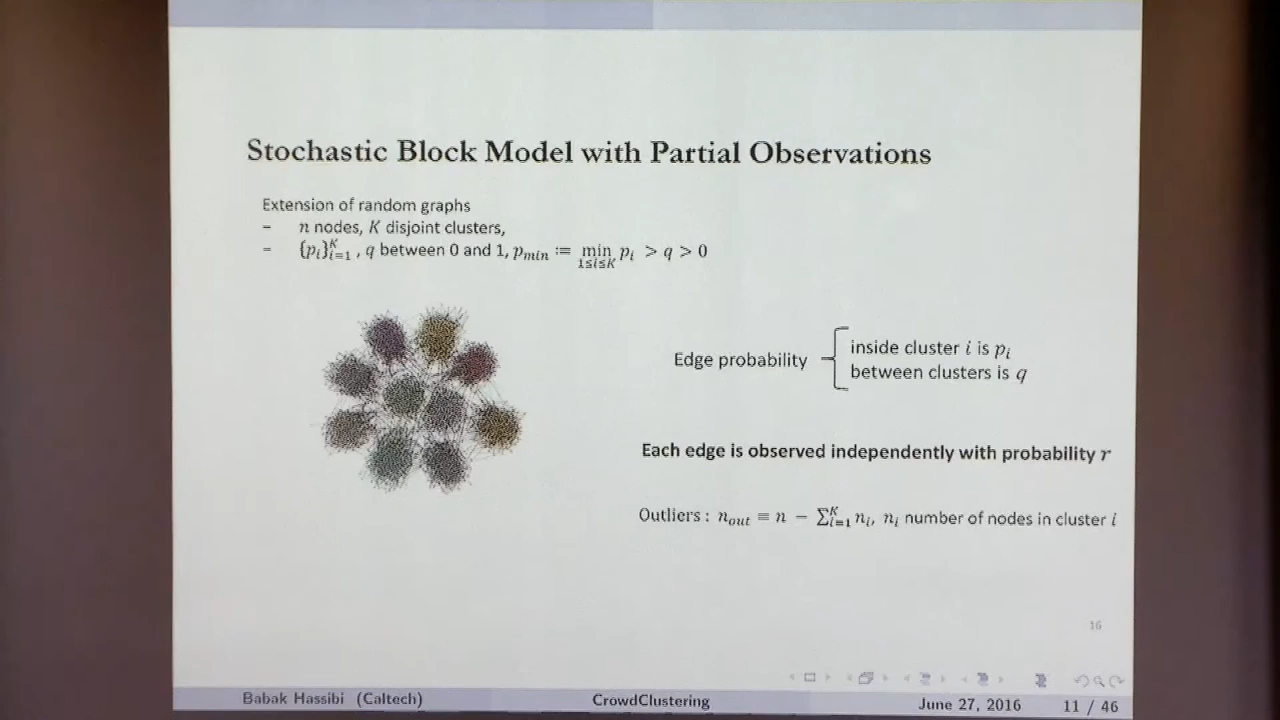 Stochastic Block Model with Partial Observations
Extension of random graphs
– n nodes, K disjoint clusters,
– {p_i}_{i=1}^K , q between 0 and 1, p_min := min_{1≤i≤K} p_i > q > 0
Edge probability
inside cluster i is p_i
between clusters is q
Each edge is observed independently with probability r
Outliers : n_out = n − Σ_{i=1}^K n_i, n_i number of nodes in cluster i
16
Babak Hassibi (Caltech) CrowdClustering June 27, 2016 11 / 46